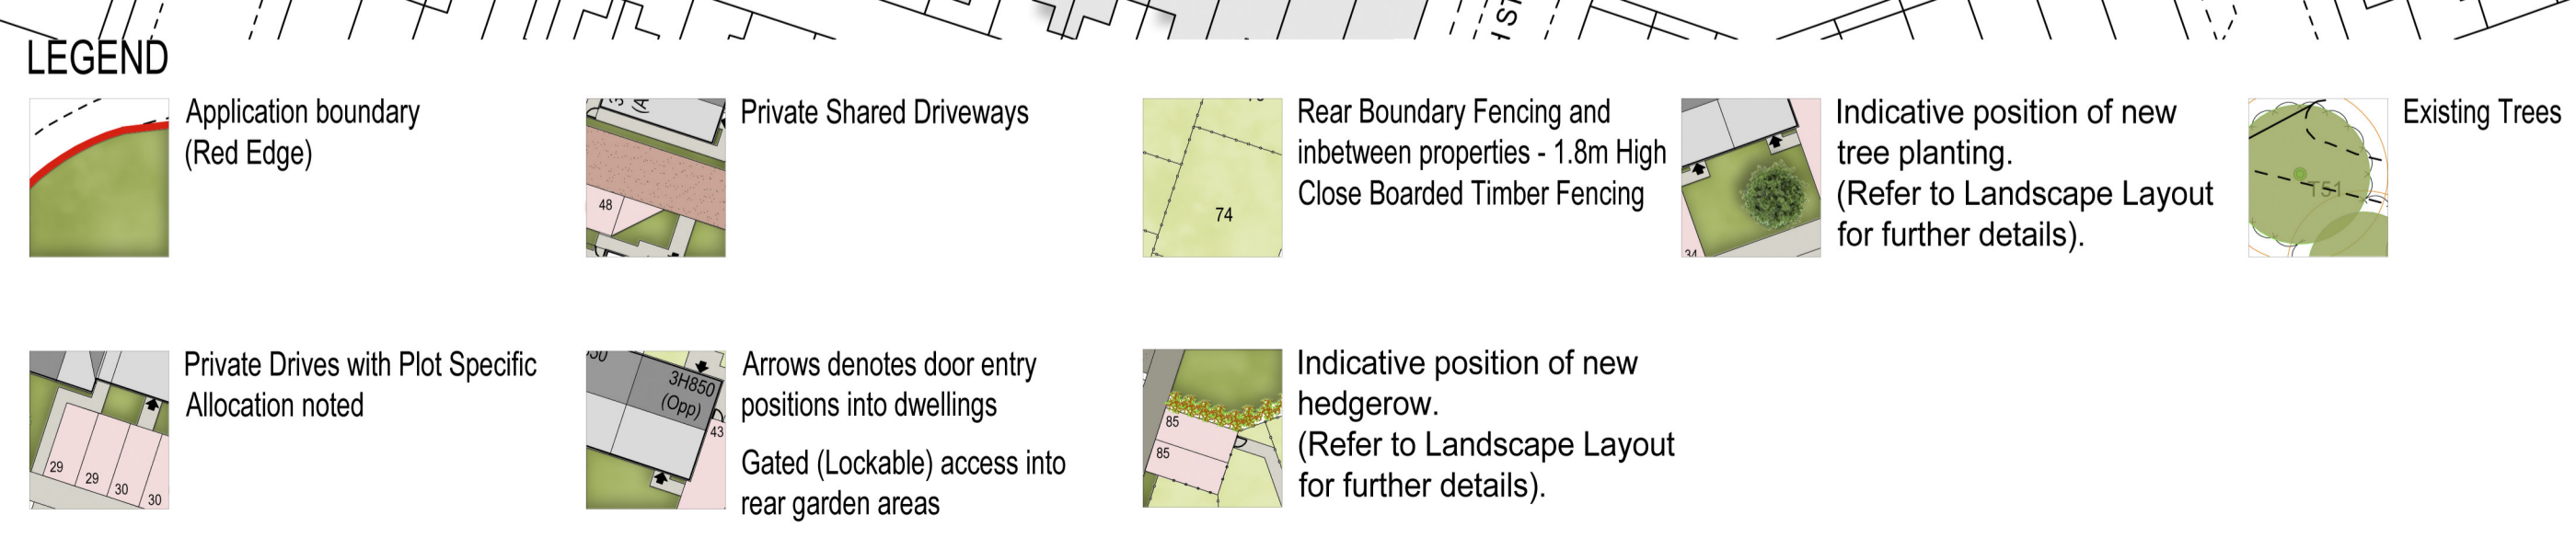 H ST
LEGEND
Application boundary
(Red Edge)
48
Private Shared Driveways
74
Rear Boundary Fencing and
inbetween properties - 1.8m High
Close Boarded Timber Fencing
34
Indicative position of new
tree planting.
(Refer to Landscape Layout
for further details).
T51
Existing Trees
29
29
30
30
Private Drives with Plot Specific
Allocation noted
3H850
(Opp)
43
Arrows denotes door entry
positions into dwellings
Gated (Lockable) access into
rear garden areas
85
85
Indicative position of new
hedgerow.
(Refer to Landscape Layout
for further details).